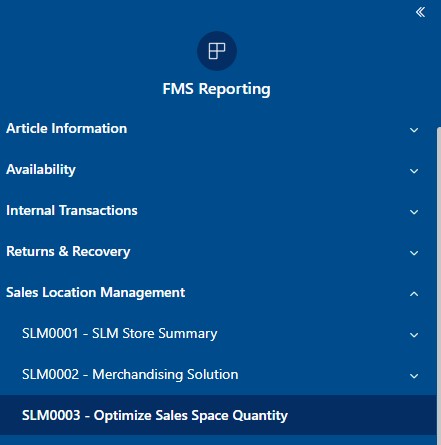 FMS Reporting
Article Information
Availability
Internal Transactions
Returns & Recovery
Sales Location Management
SLM0001 - SLM Store Summary
SLM0002 - Merchandising Solution
SLM0003 - Optimize Sales Space Quantity